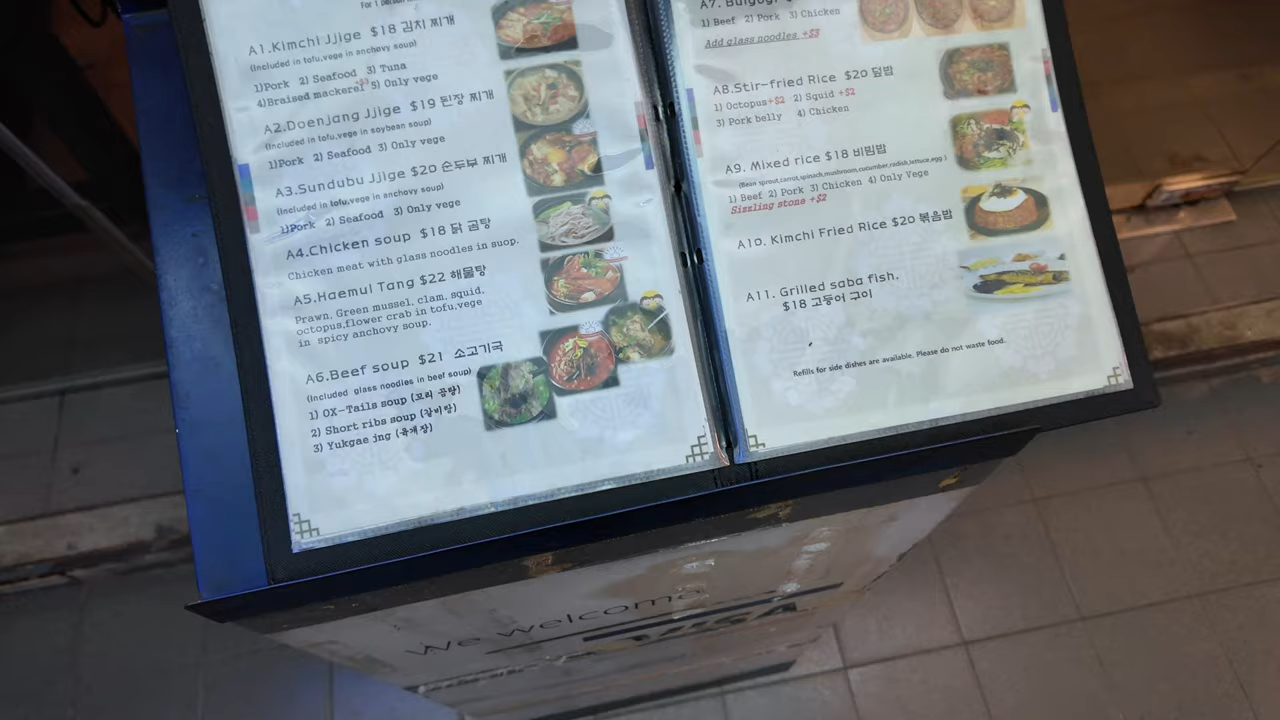 For 1 person
A1.Kimchi Jjige $18 김치 찌개
(Included in tofu,vege in anchovy soup)
1)Pork 2) Seafood 3) Tuna
4)Braised mackerel+$3 5) Only vege
A2.Doenjang Jjige $19 된장 찌개
(Included in tofu,vege in soybean soup)
1)Pork 2) Seafood 3) Only vege
A3.Sundubu Jjige $20 순두부 찌개
(Included in tofu,vege in anchovy soup)
1)Pork 2) Seafood 3) Only vege
A4.Chicken soup $18 닭 곰탕
Chicken meat with glass noodles in suop.
A5.Haemul Tang $22 해물탕
Prawn, Green mussel, clam, squid,
octopus,flower crab in tofu,vege
in spicy anchovy soup.
A6.Beef soup $21 소고기국
(Included glass noodles in beef soup)
1) OX-Tails soup (꼬리 곰탕)
2) Short ribs soup (갈비탕)
3) Yukgae jng (육개장)
A7. Bulgogi
1) Beef 2) Pork 3) Chicken
Add glass noodles +$3
A8.Stir-fried Rice $20 덮밥
1) Octopus+$2 2) Squid +$2
3) Pork belly 4) Chicken
A9. Mixed rice $18 비빔밥
(Bean sprout,carrot,spinach,mushroom,cucumber,radish,lettuce,egg )
1) Beef 2) Pork 3) Chicken 4) Only Vege
Sizzling stone +$2
A10. Kimchi Fried Rice $20 볶음밥
A11. Grilled saba fish.
$18 고등어 구이
Refills for side dishes are available. Please do not waste food.
We welcome
VISA